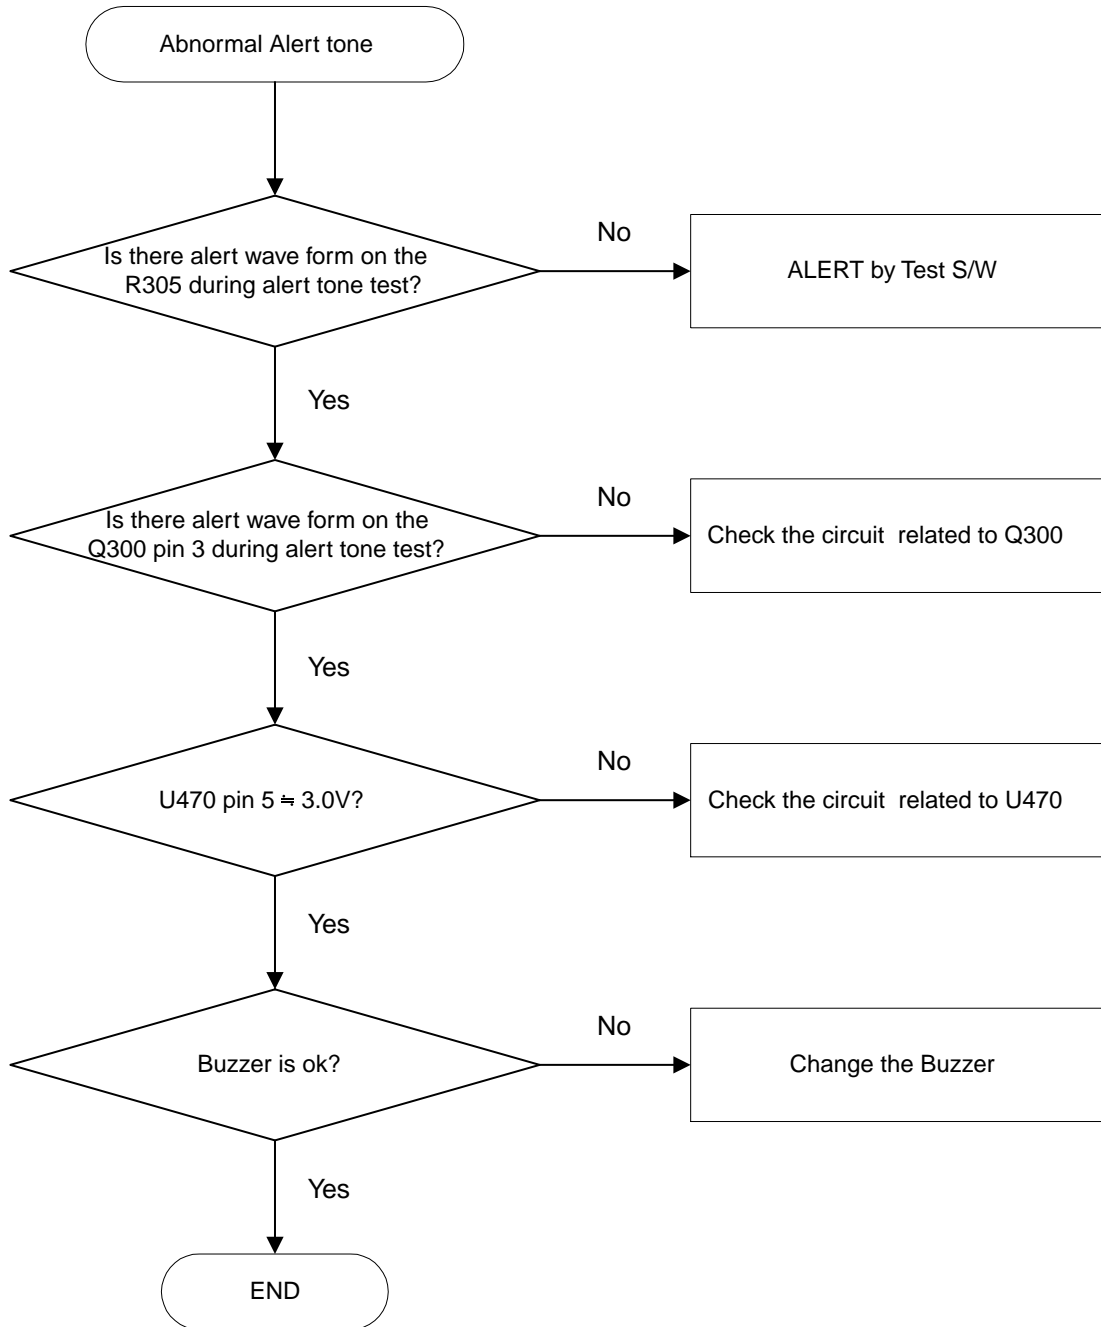 Abnormal Alert tone
Is there alert wave form on the
R305 during alert tone test?
No
ALERT by Test S/W
Yes
Is there alert wave form on the
Q300 pin 3 during alert tone test?
No
Check the circuit  related to Q300
Yes
U470 pin 5 ≒ 3.0V?
No
Check the circuit  related to U470
Yes
Buzzer is ok?
No
Change the Buzzer
Yes
END